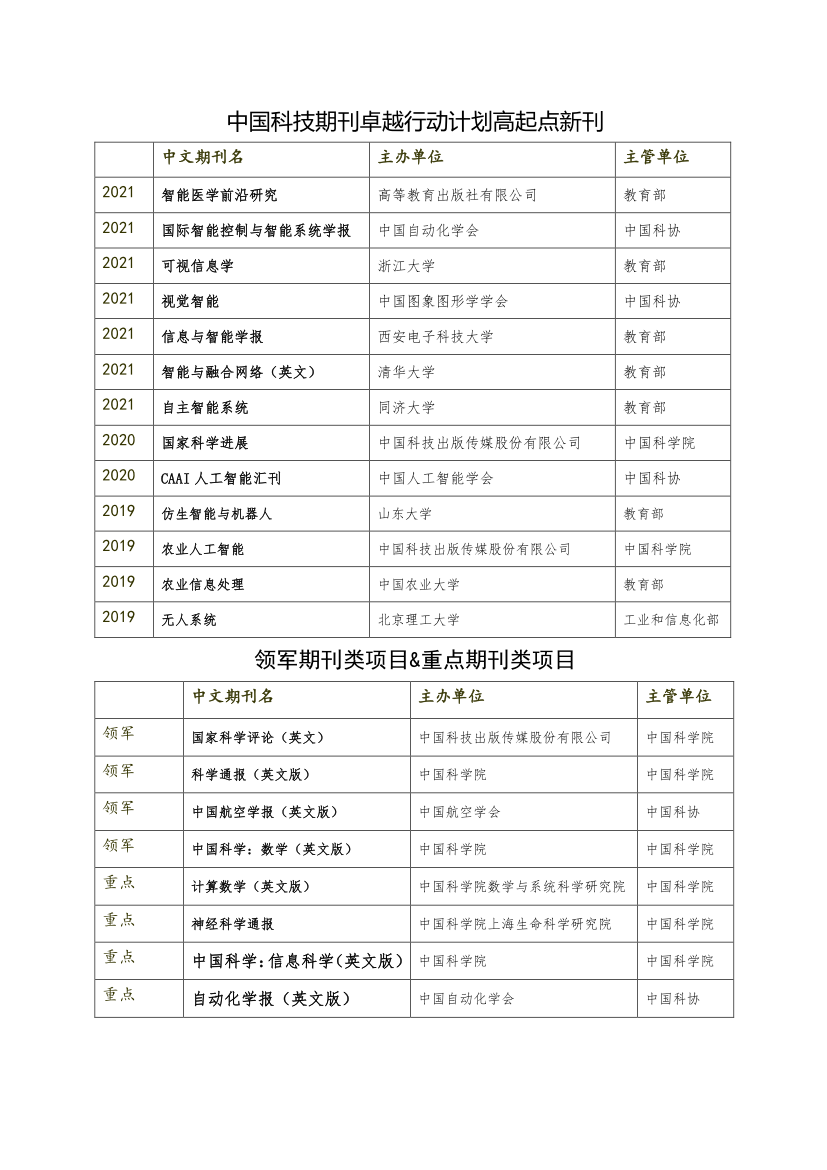 中国科技期刊卓越行动计划高起点新刊
中文期刊名 主办单位 主管单位
2021 智能医学前沿研究 高等教育出版社有限公司 教育部
2021 国际智能控制与智能系统学报 中国自动化学会 中国科协
2021 可视信息学 浙江大学 教育部
2021 视觉智能 中国图象图形学学会 中国科协
2021 信息与智能学报 西安电子科技大学 教育部
2021 智能与融合网络（英文） 清华大学 教育部
2021 自主智能系统 同济大学 教育部
2020 国家科学进展 中国科技出版传媒股份有限公司 中国科学院
2020 CAAI 人工智能汇刊 中国人工智能学会 中国科协
2019 仿生智能与机器人 山东大学 教育部
2019 农业人工智能 中国科技出版传媒股份有限公司 中国科学院
2019 农业信息处理 中国农业大学 教育部
2019 无人系统 北京理工大学 工业和信息化部
领军期刊类项目&重点期刊类项目
中文期刊名 主办单位 主管单位
领军 国家科学评论（英文） 中国科技出版传媒股份有限公司 中国科学院
领军 科学通报（英文版） 中国科学院 中国科学院
领军 中国航空学报（英文版） 中国航空学会 中国科协
领军 中国科学：数学（英文版） 中国科学院 中国科学院
重点 计算数学（英文版） 中国科学院数学与系统科学研究院 中国科学院
重点 神经科学通报 中国科学院上海生命科学研究院 中国科学院
重点 中国科学：信息科学（英文版） 中国科学院 中国科学院
重点 自动化学报（英文版） 中国自动化学会 中国科协